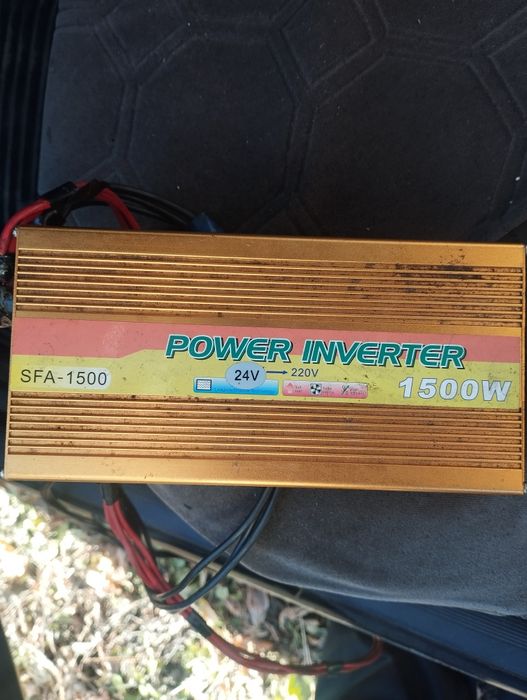 POWER INVERTER
SFA-1500
24V → 220V
1500W